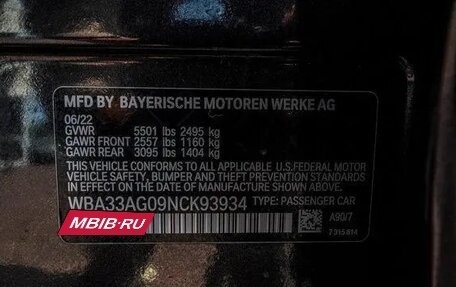 MFD BY BAYERISCHE MOTOREN WERKE AG
06/22
GVWR 5501 lbs 2495 kg
GAWR FRONT 2557 lbs 1160 kg
GAWR REAR 3095 lbs 1404 kg
THIS VEHICLE CONFORMS TO ALL APPLICABLE U.S.FEDERAL MOTOR
VEHICLE SAFETY, BUMPER AND THEFT PREVENTION STANDARDS
IN EFFECT ON THE DATE OF MANUFACTURE SHOWN ABOVE.
WBA33AG09NCK93934 TYPE: PASSENGER CAR
MBIB·RU
A90/7
7 015 814